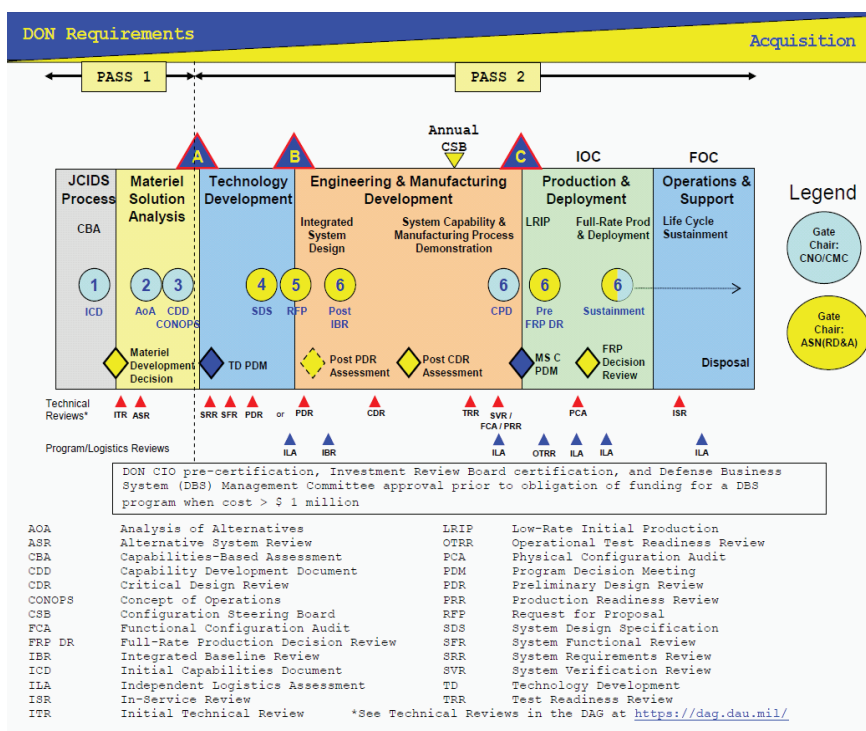 DON Requirements
Acquisition
PASS 1
PASS 2
Annual
CSB
A
B
C
IOC
FOC
JCIDS
Process
CBA
Materiel
Solution
Analysis
Technology
Development
Engineering & Manufacturing
Development
Integrated
System
Design
System Capability &
Manufacturing Process
Demonstration
Production &
Deployment
LRIP
Full-Rate Prod
& Deployment
Operations &
Support
Life Cycle
Sustainment
Legend
Gate
Chair:
CNO/CMC
Gate
Chair:
ASN(RD&A)
1
ICD
2
AoA
3
CDD
CONOPS
4
SDS
5
RFP
6
Post
IBR
6
CPD
6
Pre
FRP DR
6
Sustainment
Materiel
Development
Decision
TD PDM
Post PDR
Assessment
Post CDR
Assessment
MS C
PDM
FRP
Decision
Review
Disposal
Technical
Reviews*
ITR ASR SRR SFR PDR or PDR CDR TRR SVR / PCA ISR
FCA / PRR
Program/Logistics Reviews
ILA IBR ILA OTRR ILA ILA ILA
DON CIO pre-certification, Investment Review Board certification, and Defense Business
System (DBS) Management Committee approval prior to obligation of funding for a DBS
program when cost > $ 1 million
AOA Analysis of Alternatives
ASR Alternative System Review
CBA Capabilities-Based Assessment
CDD Capability Development Document
CDR Critical Design Review
CONOPS Concept of Operations
CSB Configuration Steering Board
FCA Functional Configuration Audit
FRP DR Full-Rate Production Decision Review
IBR Integrated Baseline Review
ICD Initial Capabilities Document
ILA Independent Logistics Assessment
ISR In-Service Review
ITR Initial Technical Review
LRIP Low-Rate Initial Production
OTRR Operational Test Readiness Review
PCA Physical Configuration Audit
PDM Program Decision Meeting
PDR Preliminary Design Review
PRR Production Readiness Review
RFP Request for Proposal
SDS System Design Specification
SFR System Functional Review
SRR System Requirements Review
SVR System Verification Review
TD Technology Development
TRR Test Readiness Review
*See Technical Reviews in the DAG at https://dag.dau.mil/